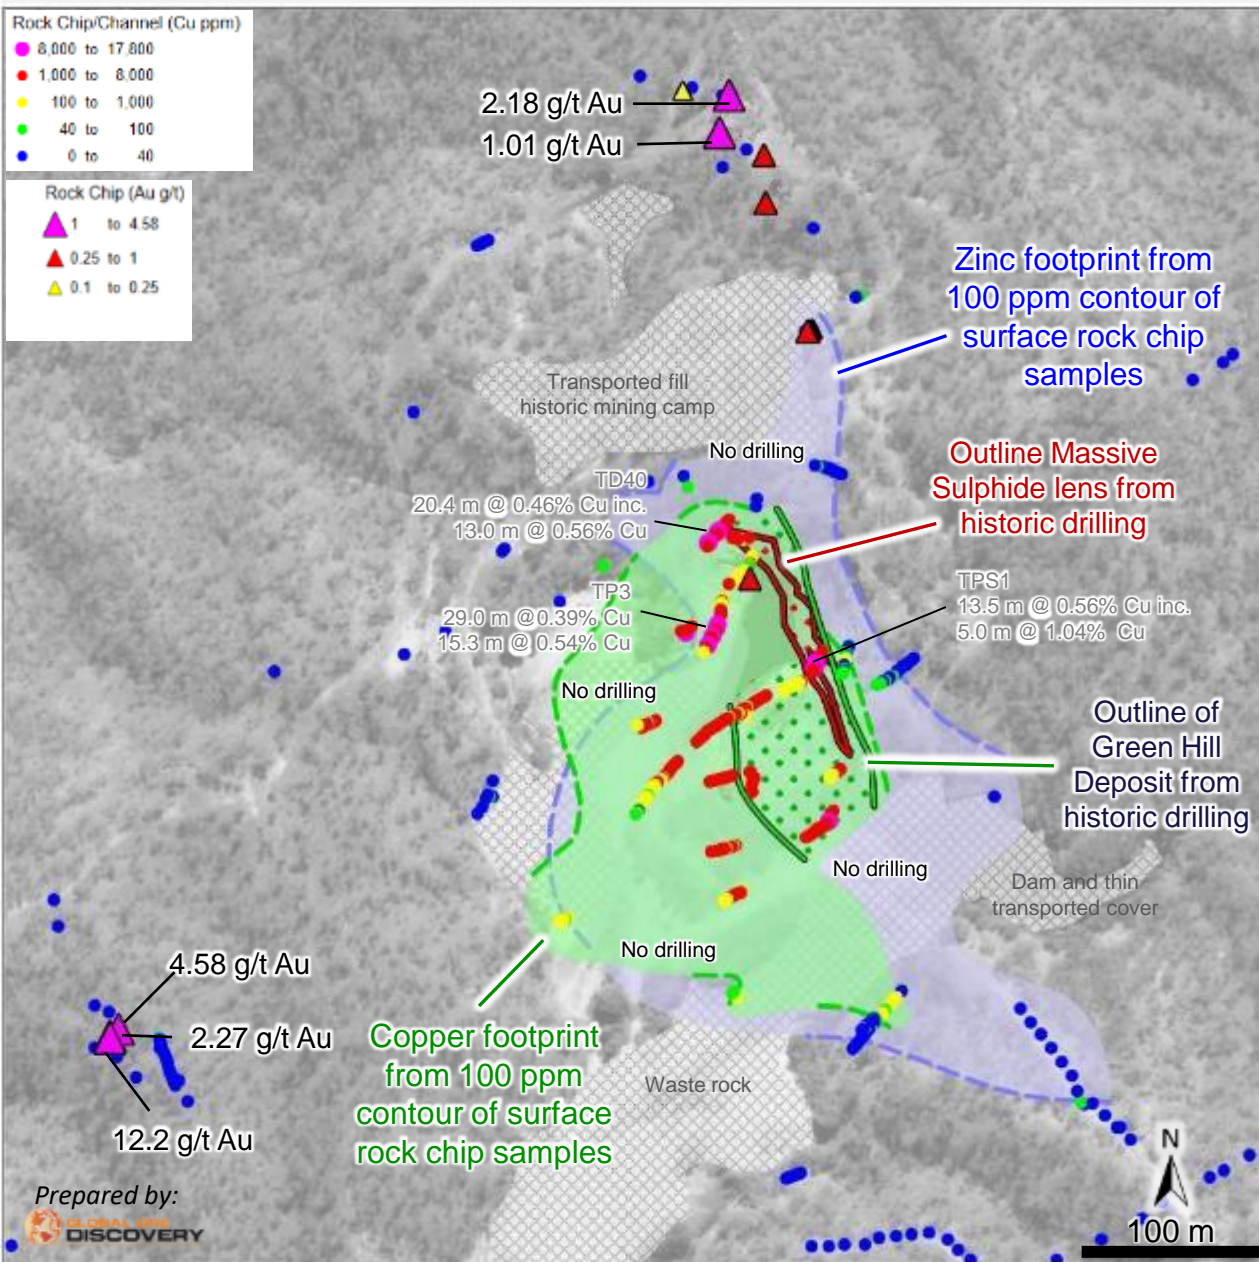 Rock Chip/Channel (Cu ppm)
8,000 to 17,800
1,000 to 8,000
100 to 1,000
40 to 100
0 to 40
Rock Chip (Au g/t)
1 to 4.58
0.25 to 1
0.1 to 0.25
2.18 g/t Au
1.01 g/t Au
Zinc footprint from
100 ppm contour of
surface rock chip
samples
Transported fill
historic mining camp
No drilling
Outline Massive
Sulphide lens from
historic drilling
TD40
20.4 m @ 0.46% Cu inc.
13.0 m @ 0.56% Cu
TPS1
13.5 m @ 0.56% Cu inc.
5.0 m @ 1.04% Cu
TP3
29.0 m @0.39% Cu
15.3 m @ 0.54% Cu
No drilling
Outline of
Green Hill
Deposit from
historic drilling
No drilling
Dam and thin
transported cover
No drilling
4.58 g/t Au
2.27 g/t Au
12.2 g/t Au
Copper footprint
from 100 ppm
contour of surface
rock chip samples
Waste rock
N
100 m
Prepared by:
GLOBAL ORE
DISCOVERY